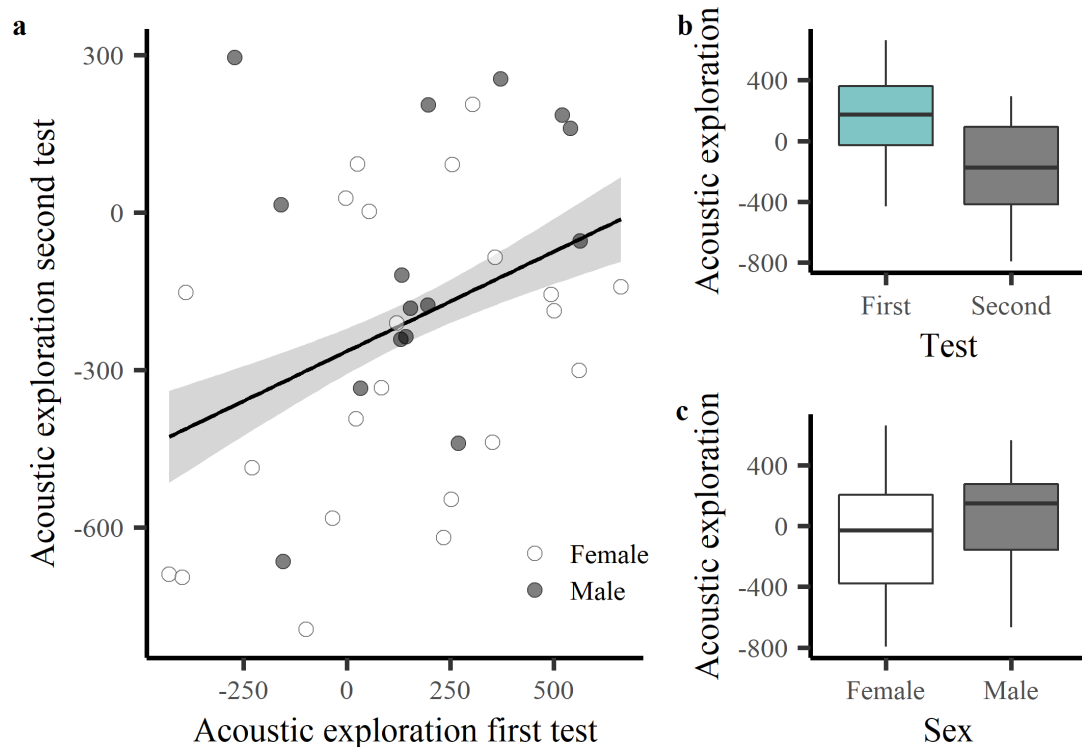 a
Acoustic exploration second test
300
0
-300
-600
-250
0
250
500
Acoustic exploration first test
Female
Male
b
Acoustic exploration
400
0
-400
-800
First
Second
Test
c
Acoustic exploration
400
0
-400
-800
Female
Male
Sex